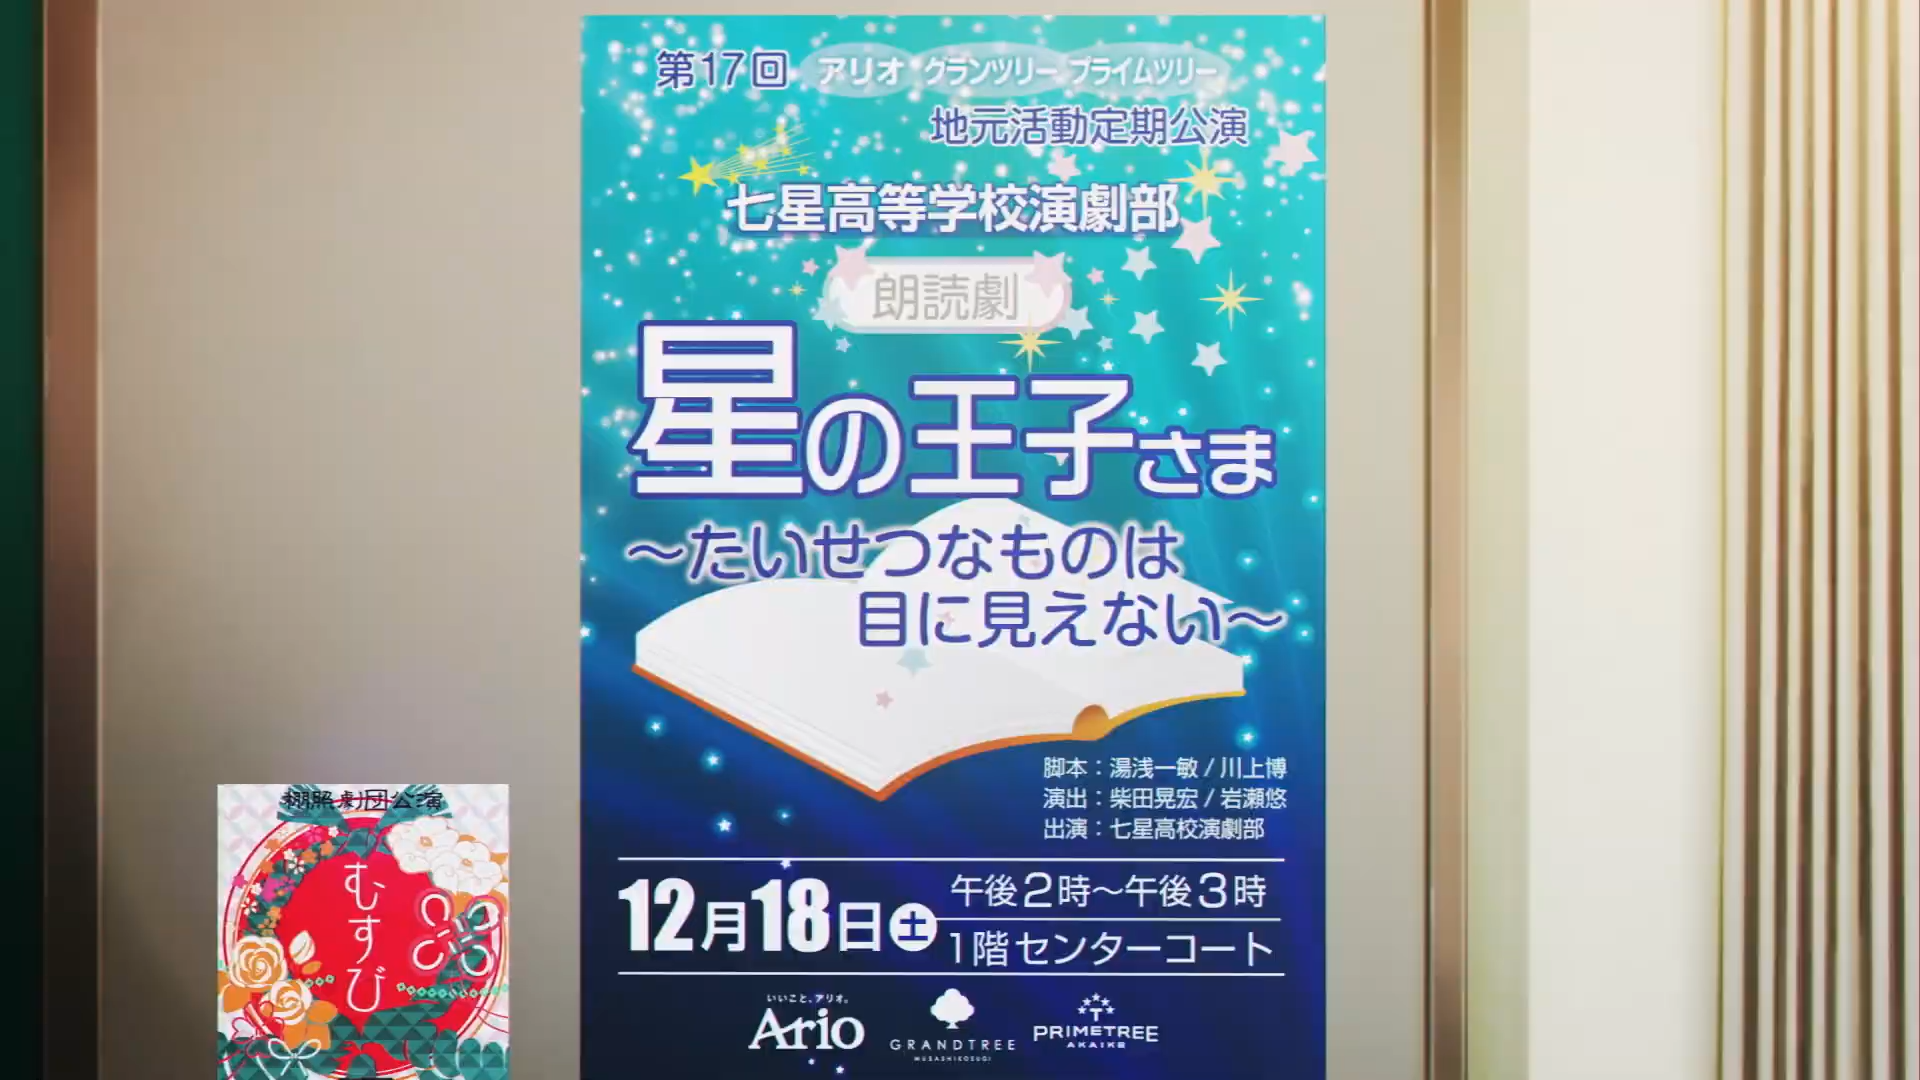 第17回 アリオ グランツリー プライムツリー
地元活動定期公演
七星高等学校演劇部
朗読劇
星の王子さま
～たいせつなものは
目に見えない～
脚本：湯浅一敏 / 川上博
演出：柴田晃宏 / 岩瀬悠
出演：七星高校演劇部
12月18日㊏
午後2時～午後3時
1階センターコート
いいこと、アリオ。
Ario
GRANDTREE
MUSASHIKOSUGI
PRIMETREE
AKAIKE
棚照劇団公演
むすび